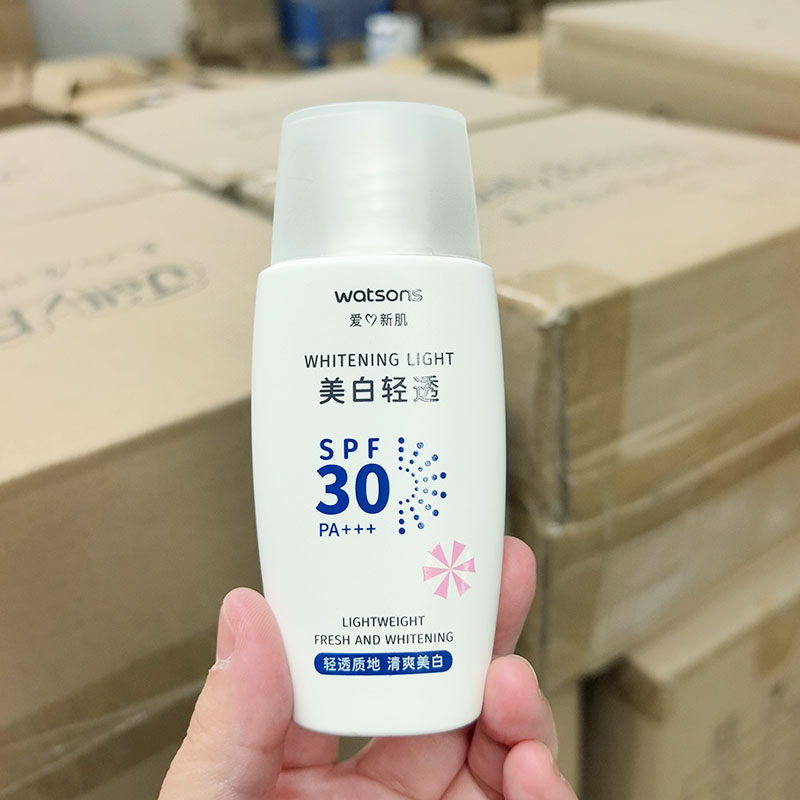 watsons
爱♡新肌
WHITENING LIGHT
美白轻透
SPF
30
PA+++
LIGHTWEIGHT
FRESH AND WHITENING
轻透质地 清爽美白